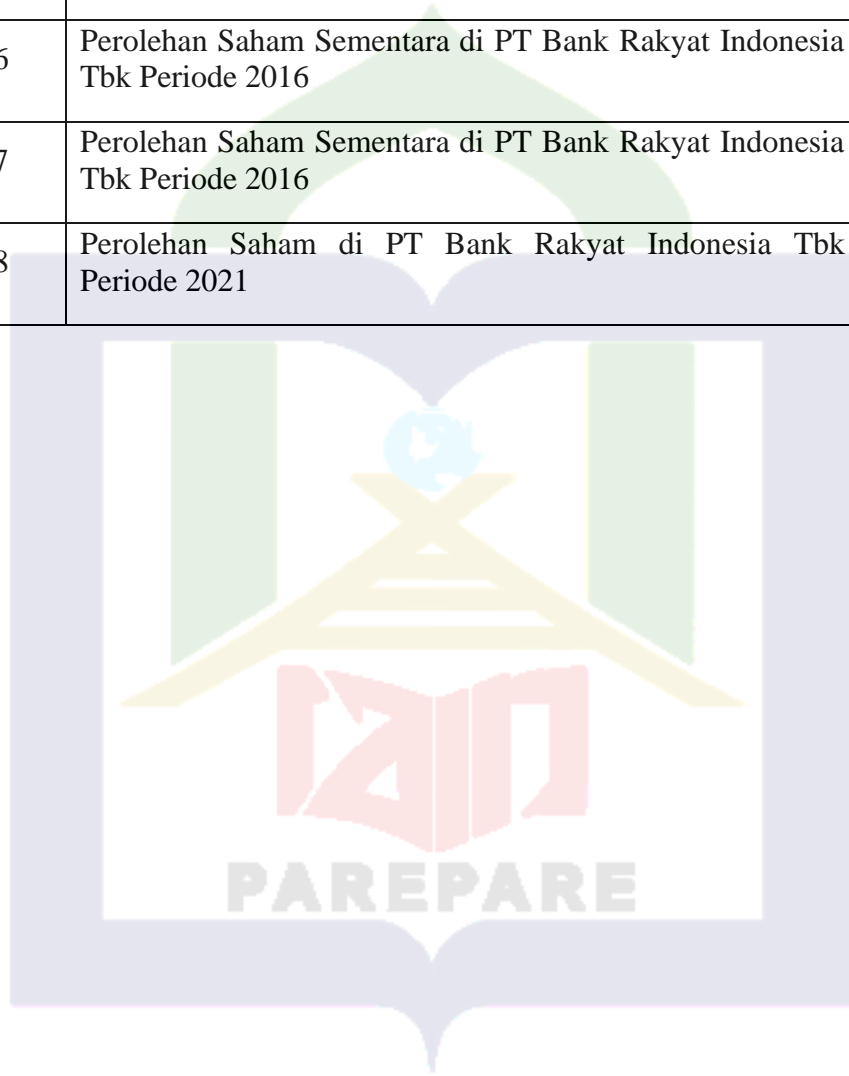 6
Perolehan Saham Sementara di PT Bank Rakyat Indonesia
Tbk Periode 2016
7
Perolehan Saham Sementara di PT Bank Rakyat Indonesia
Tbk Periode 2016
8
Perolehan Saham di PT Bank Rakyat Indonesia Tbk
Periode 2021
iain
PAREPARE